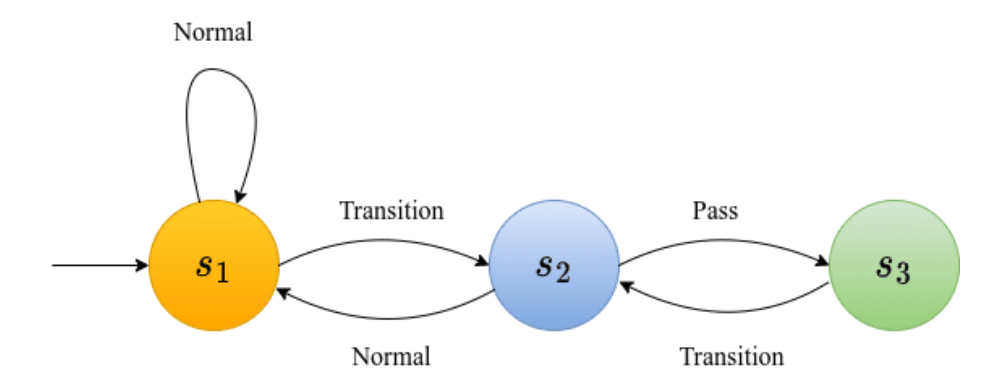 Normal
Transition
Pass
s1
s2
s3
Normal
Transition